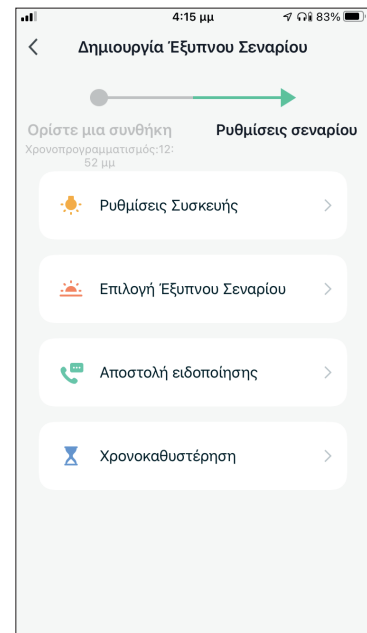 4:15 μμ 83%
Δημιουργία Έξυπνου Σεναρίου
Ορίστε μια συνθήκη Ρυθμίσεις σεναρίου
Χρονοπρογραμματισμός:12:
52 μμ
Ρυθμίσεις Συσκευής
Επιλογή Έξυπνου Σεναρίου
Αποστολή ειδοποίησης
Χρονοκαθυστέρηση